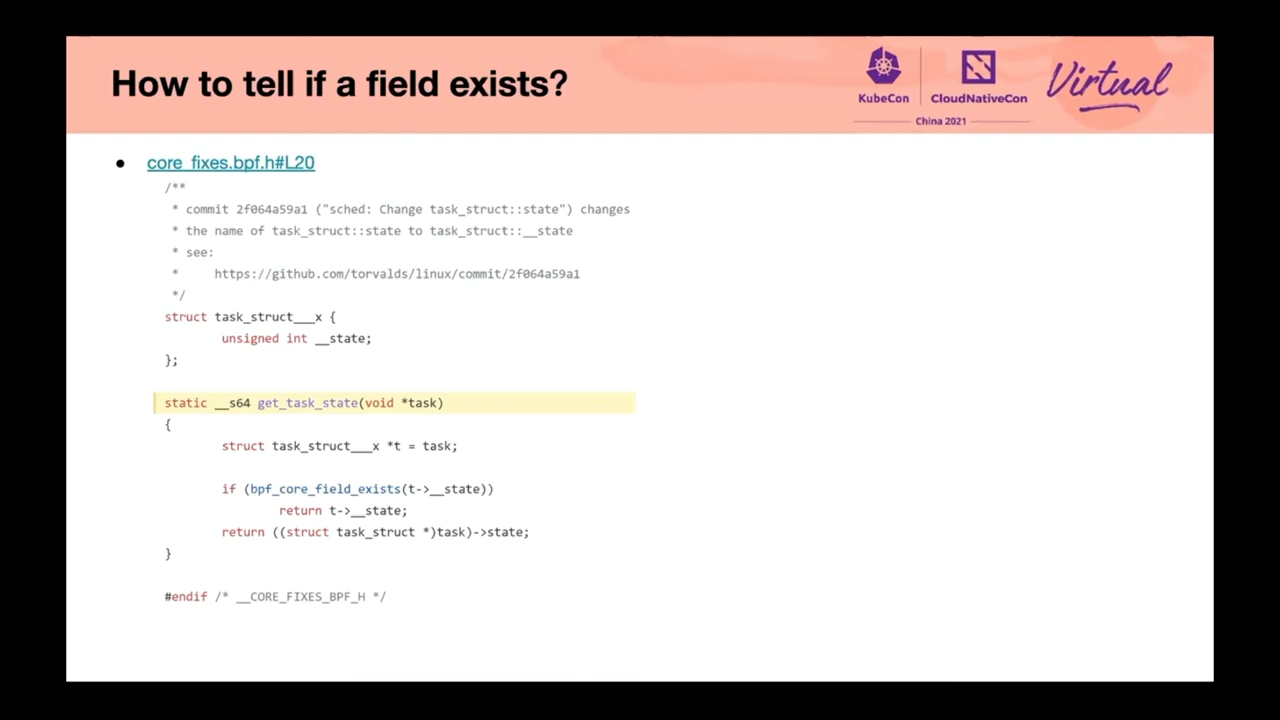 How to tell if a field exists?
KubeCon
CloudNativeCon
China 2021
Virtual
● core_fixes.bpf.h#L20
/**
 * commit 2f064a59a1 ("sched: Change task_struct::state") changes
 * the name of task_struct::state to task_struct::__state
 * see:
 *     https://github.com/torvalds/linux/commit/2f064a59a1
 */
struct task_struct___x {
        unsigned int __state;
};
static __s64 get_task_state(void *task)
{
        struct task_struct___x *t = task;
        if (bpf_core_field_exists(t->__state))
                return t->__state;
        return ((struct task_struct *)task)->state;
}
#endif /* __CORE_FIXES_BPF_H */